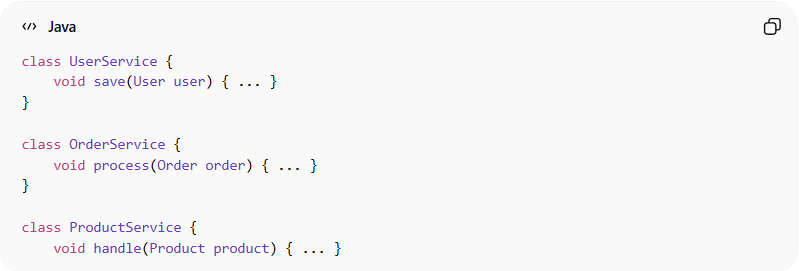 Java
class UserService {
    void save(User user) { ... }
}

class OrderService {
    void process(Order order) { ... }
}

class ProductService {
    void handle(Product product) { ... }